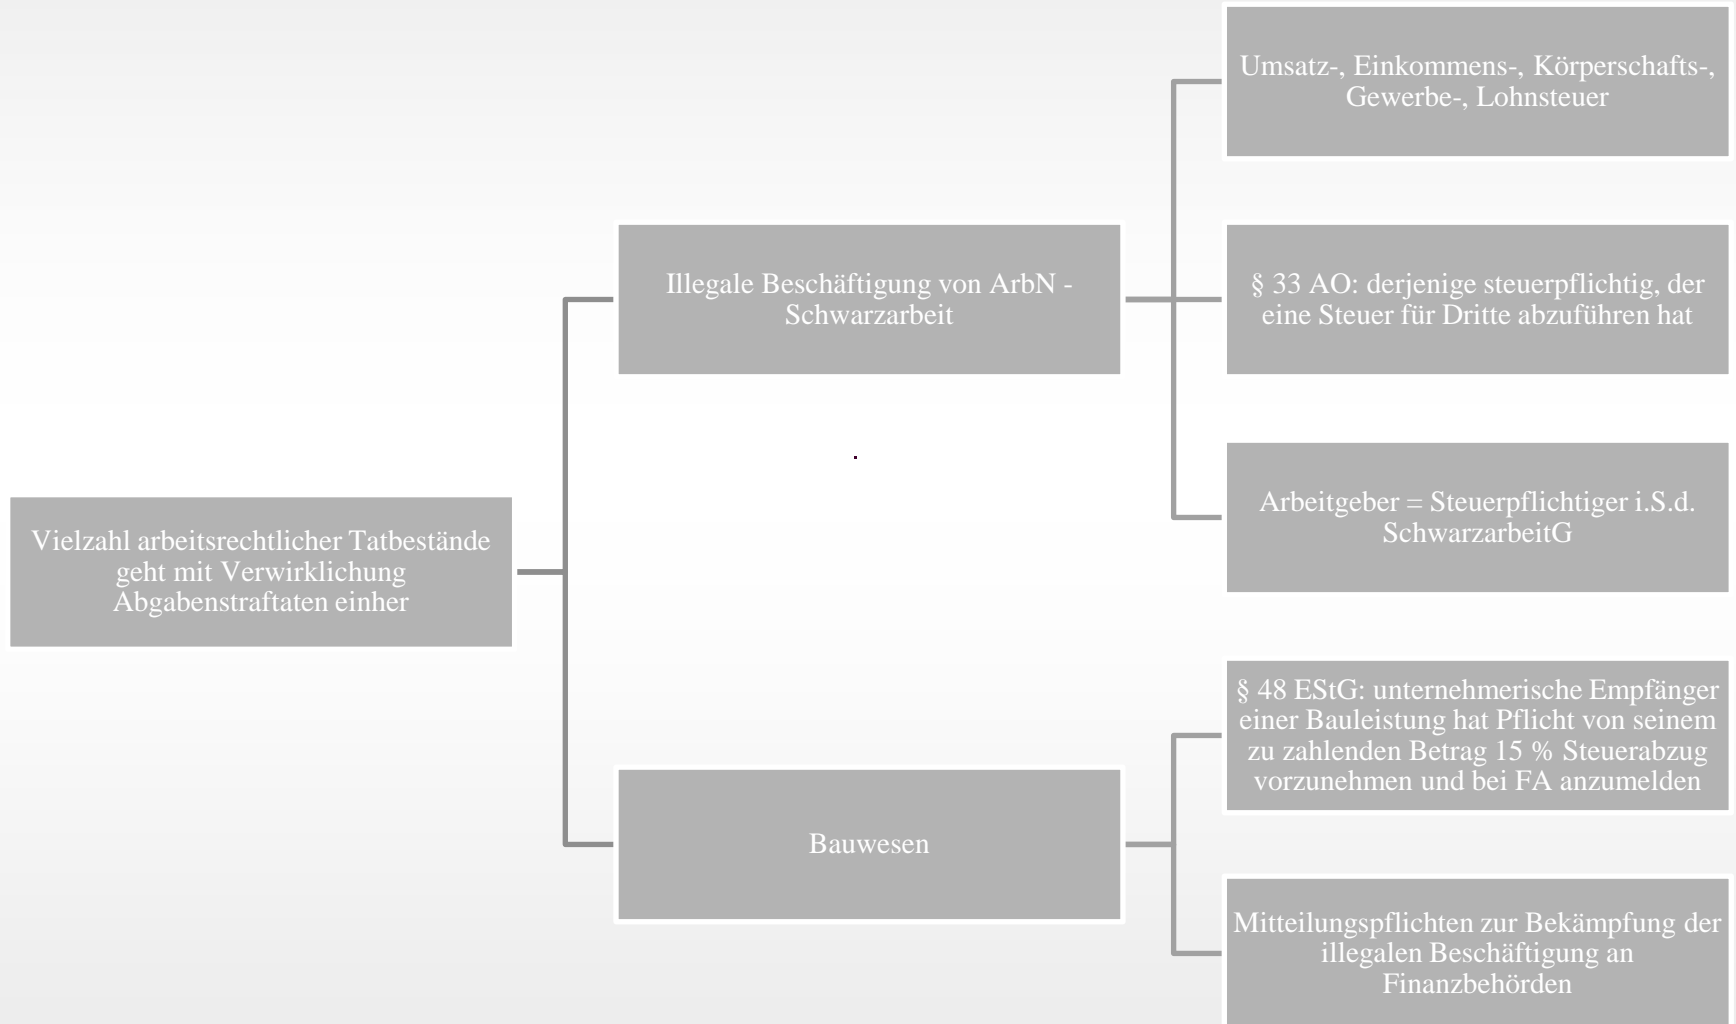 Vielzahl arbeitsrechtlicher Tatbestände
geht mit Verwirklichung
Abgabenstraftaten einher
Illegale Beschäftigung von ArbN -
Schwarzarbeit
Umsatz-, Einkommens-, Körperschafts-,
Gewerbe-, Lohnsteuer
§ 33 AO: derjenige steuerpflichtig, der
eine Steuer für Dritte abzuführen hat
Arbeitgeber = Steuerpflichtiger i.S.d.
SchwarzarbeitG
Bauwesen
§ 48 EStG: unternehmerische Empfänger
einer Bauleistung hat Pflicht von seinem
zu zahlenden Betrag 15 % Steuerabzug
vorzunehmen und bei FA anzumelden
Mitteilungspflichten zur Bekämpfung der
illegalen Beschäftigung an
Finanzbehörden